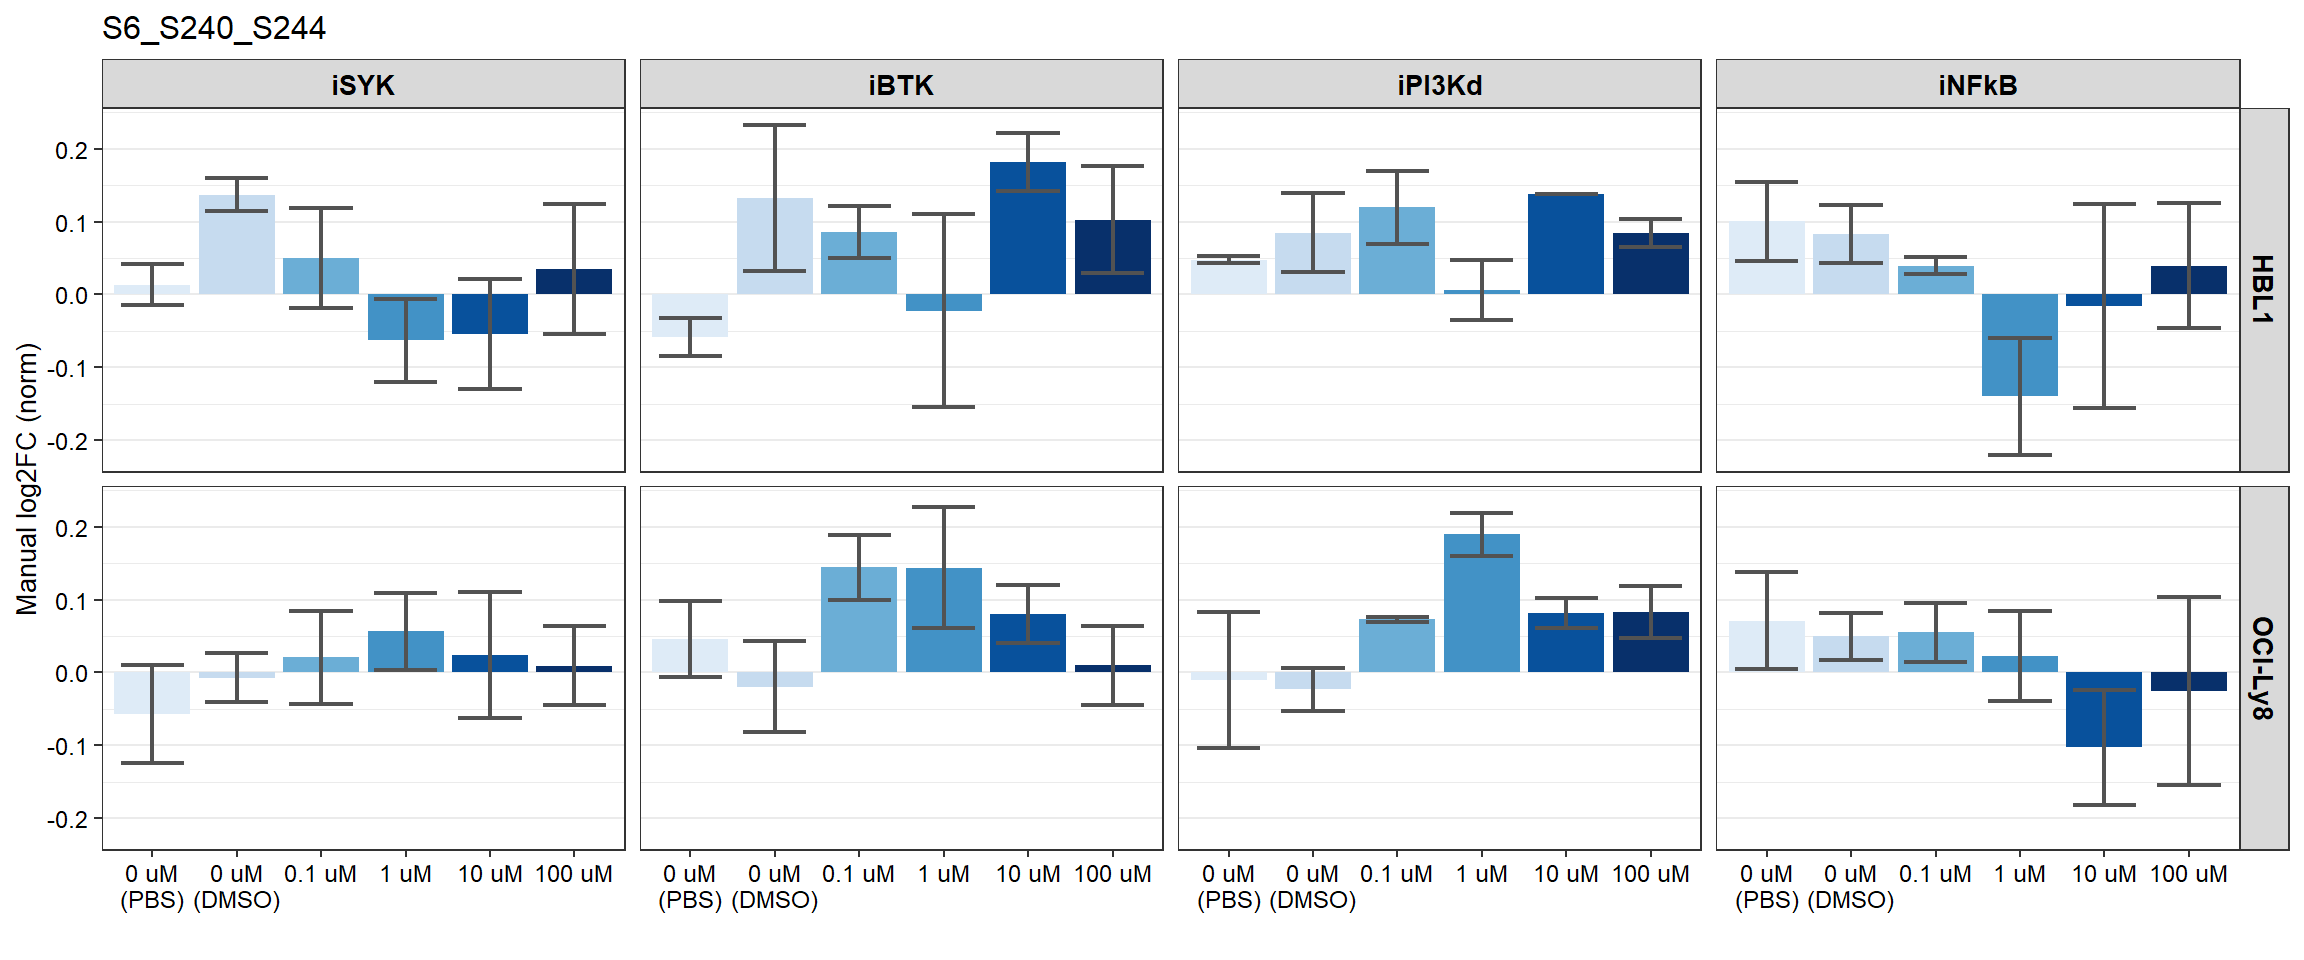 S6_S240_S244
iSYK
iBTK
iPI3Kd
iNFkB
Manual log2FC (norm)
0.2
0.1
0.0
-0.1
-0.2
HBL1
0.2
0.1
0.0
-0.1
-0.2
OCI-Ly8
0 uM (PBS)
0 uM (DMSO)
0.1 uM
1 uM
10 uM
100 uM
0 uM (PBS)
0 uM (DMSO)
0.1 uM
1 uM
10 uM
100 uM
0 uM (PBS)
0 uM (DMSO)
0.1 uM
1 uM
10 uM
100 uM
0 uM (PBS)
0 uM (DMSO)
0.1 uM
1 uM
10 uM
100 uM